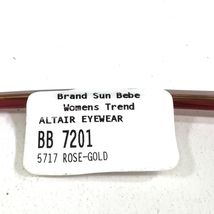 Brand Sun Bebe
Womens Trend
ALTAIR EYEWEAR
BB 7201
5717 ROSE-GOLD